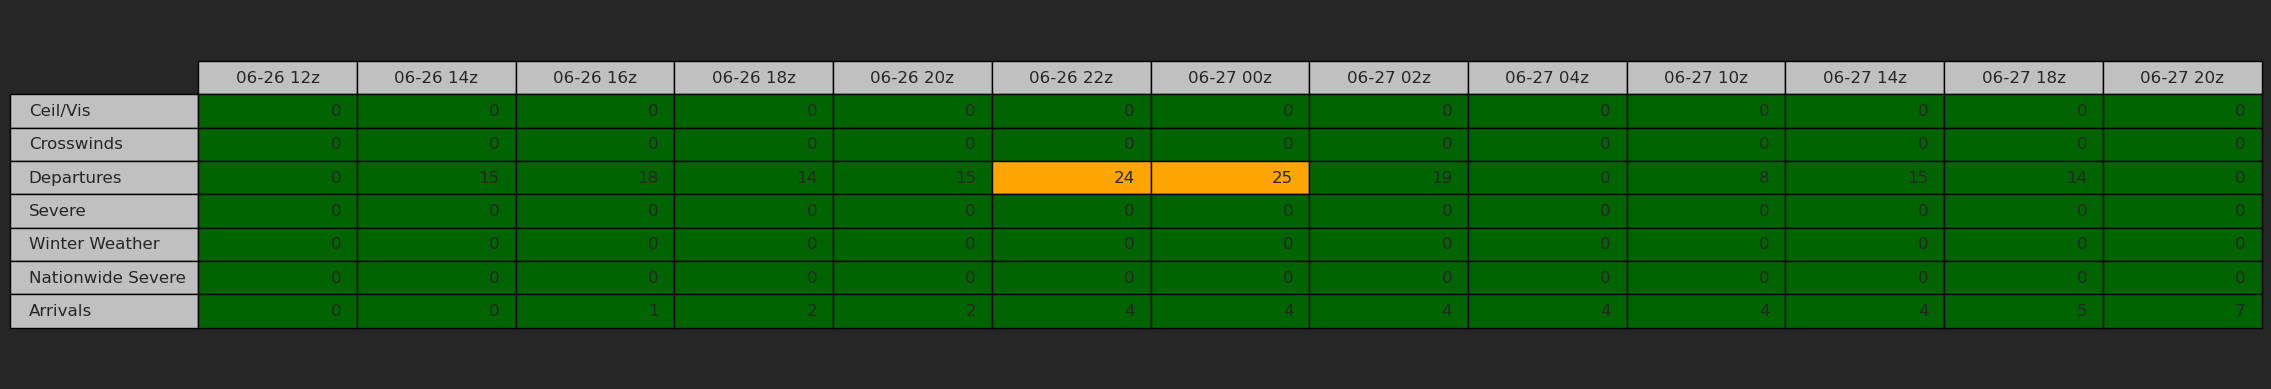 06-26 12z 06-26 14z 06-26 16z 06-26 18z 06-26 20z 06-26 22z 06-27 00z 06-27 02z 06-27 04z 06-27 10z 06-27 14z 06-27 18z 06-27 20z
Ceil/Vis 0 0 0 0 0 0 0 0 0 0 0 0 0
Crosswinds 0 0 0 0 0 0 0 0 0 0 0 0 0
Departures 0 15 18 14 15 24 25 19 0 8 15 14 0
Severe 0 0 0 0 0 0 0 0 0 0 0 0 0
Winter Weather 0 0 0 0 0 0 0 0 0 0 0 0 0
Nationwide Severe 0 0 0 0 0 0 0 0 0 0 0 0 0
Arrivals 0 0 1 2 2 4 4 4 4 4 4 5 7